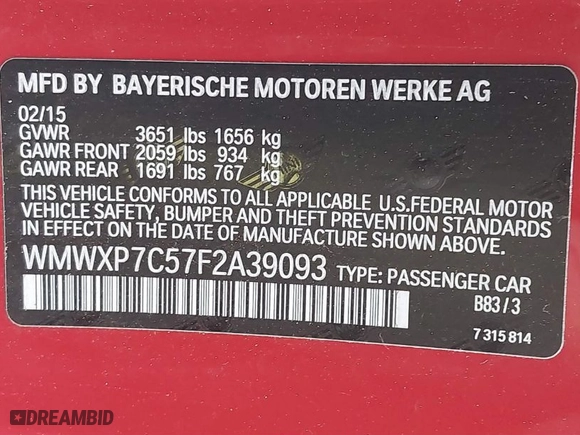 MFD BY BAYERISCHE MOTOREN WERKE AG
02/15
GVWR 3651 lbs 1656 kg
GAWR FRONT 2059 lbs 934 kg
GAWR REAR 1691 lbs 767 kg
THIS VEHICLE CONFORMS TO ALL APPLICABLE U.S.FEDERAL MOTOR
VEHICLE SAFETY, BUMPER AND THEFT PREVENTION STANDARDS
IN EFFECT ON THE DATE OF MANUFACTURE SHOWN ABOVE.
WMWXP7C57F2A39093 TYPE: PASSENGER CAR
B83/3
7 315 814
DREAMBID